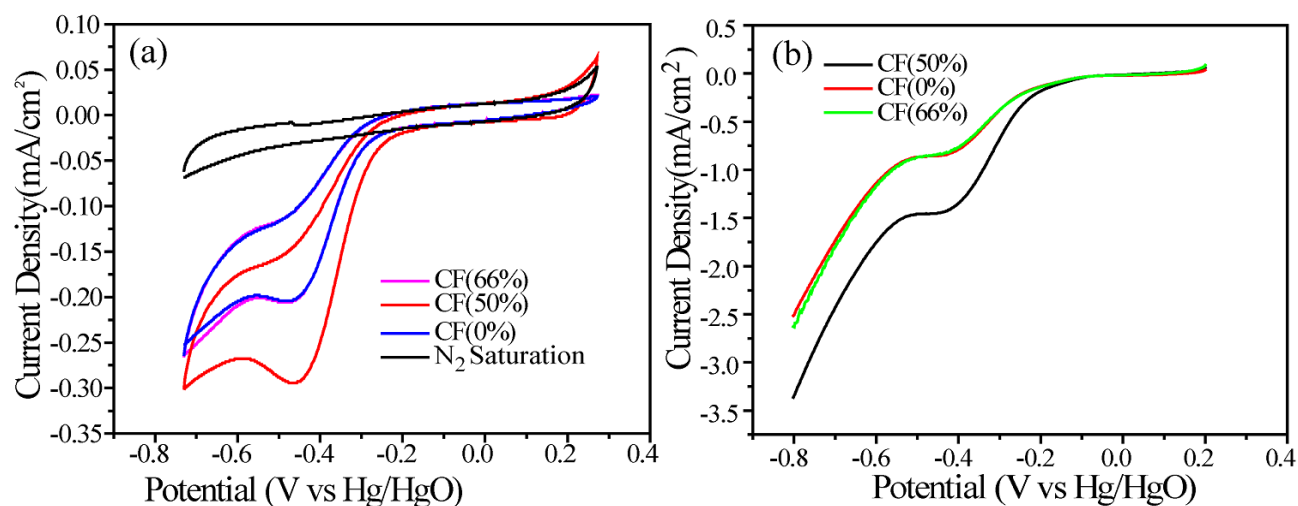 (a)
Current Density(mA/cm²)
0.10
0.05
0.00
-0.05
-0.10
-0.15
-0.20
-0.25
-0.30
-0.35
CF(66%)
CF(50%)
CF(0%)
N₂ Saturation
-0.8
-0.6
-0.4
-0.2
0.0
0.2
0.4
Potential (V vs Hg/HgO)
(b)
Current Density(mA/cm²)
0.5
0.0
-0.5
-1.0
-1.5
-2.0
-2.5
-3.0
-3.5
CF(50%)
CF(0%)
CF(66%)
-0.8
-0.6
-0.4
-0.2
0.0
0.2
0.4
Potential (V vs Hg/HgO)